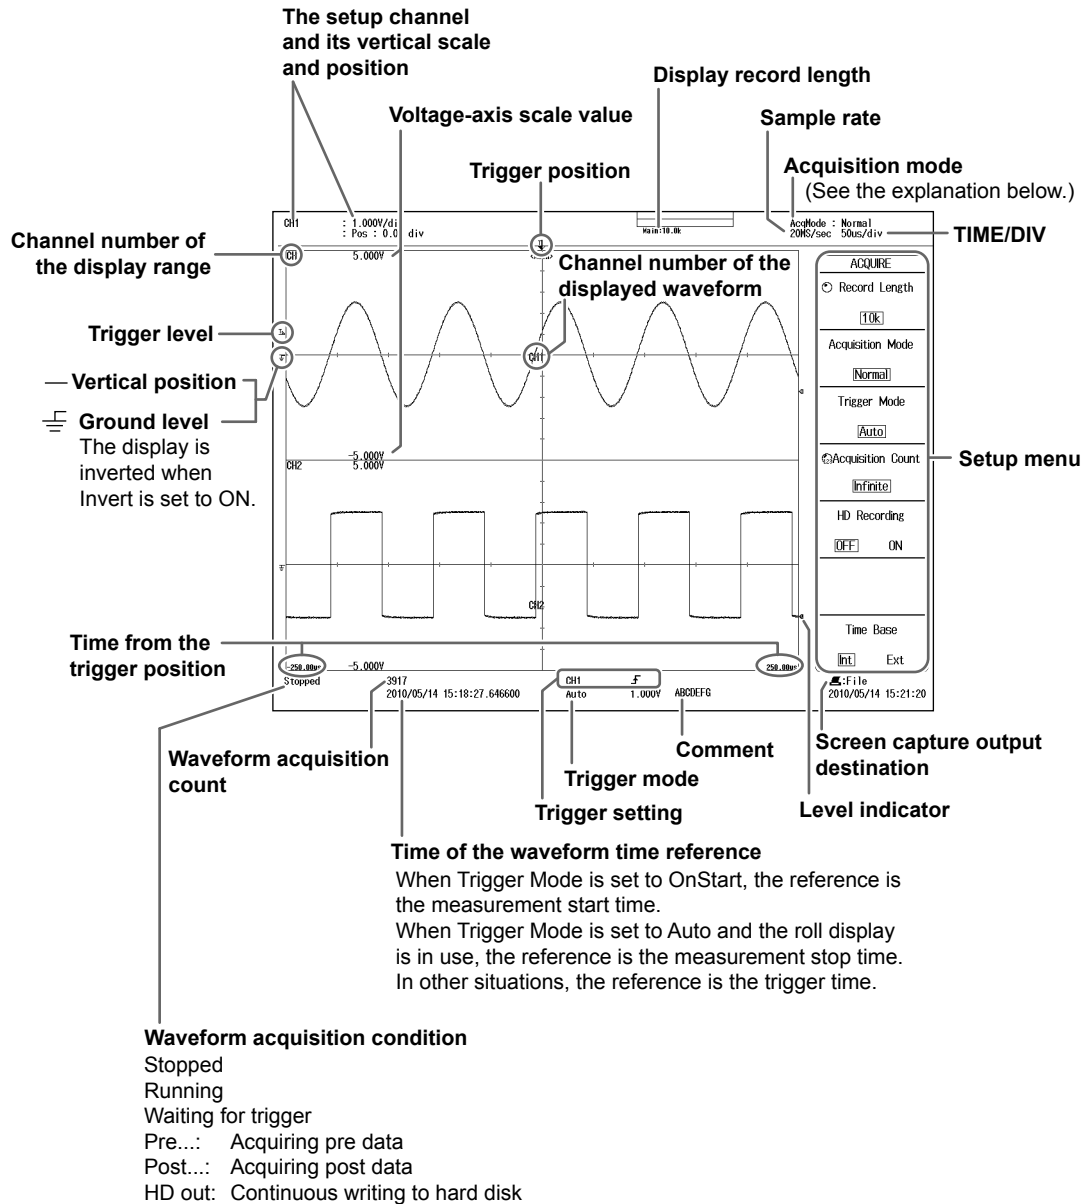 The setup channel
and its vertical scale
and position
Display record length
Voltage-axis scale value
Sample rate
Trigger position
Acquisition mode
(See the explanation below.)
CH1 : 1.000V/di
: Pos : 0.0 div
Main:10.0k
AcqMode : Normal
20MS/sec 50us/div
TIME/DIV
Channel number of
the display range
CH
5.000V
Channel number of the
displayed waveform
ACQUIRE
Record Length
10k
Trigger level
Acquisition Mode
CH1
Normal
Vertical position
Trigger Mode
Ground level
Auto
The display is
inverted when
Invert is set to ON.
-5.000V
CH2 5.000V
Acquisition Count
Setup menu
Infinite
HD Recording
OFF ON
CH2
Time from the
trigger position
Time Base
Int Ext
-250.00us -5.000V 250.00us
Stopped 3917 CH1 :File
2010/05/14 15:18:27.646600 Auto 1.000V ABCDEFG 2010/05/14 15:21:20
Waveform acquisition
count
Comment
Screen capture output
destination
Trigger mode
Trigger setting
Level indicator
Time of the waveform time reference
When Trigger Mode is set to OnStart, the reference is
the measurement start time.
When Trigger Mode is set to Auto and the roll display
is in use, the reference is the measurement stop time.
In other situations, the reference is the trigger time.
Waveform acquisition condition
Stopped
Running
Waiting for trigger
Pre...: Acquiring pre data
Post...: Acquiring post data
HD out: Continuous writing to hard disk